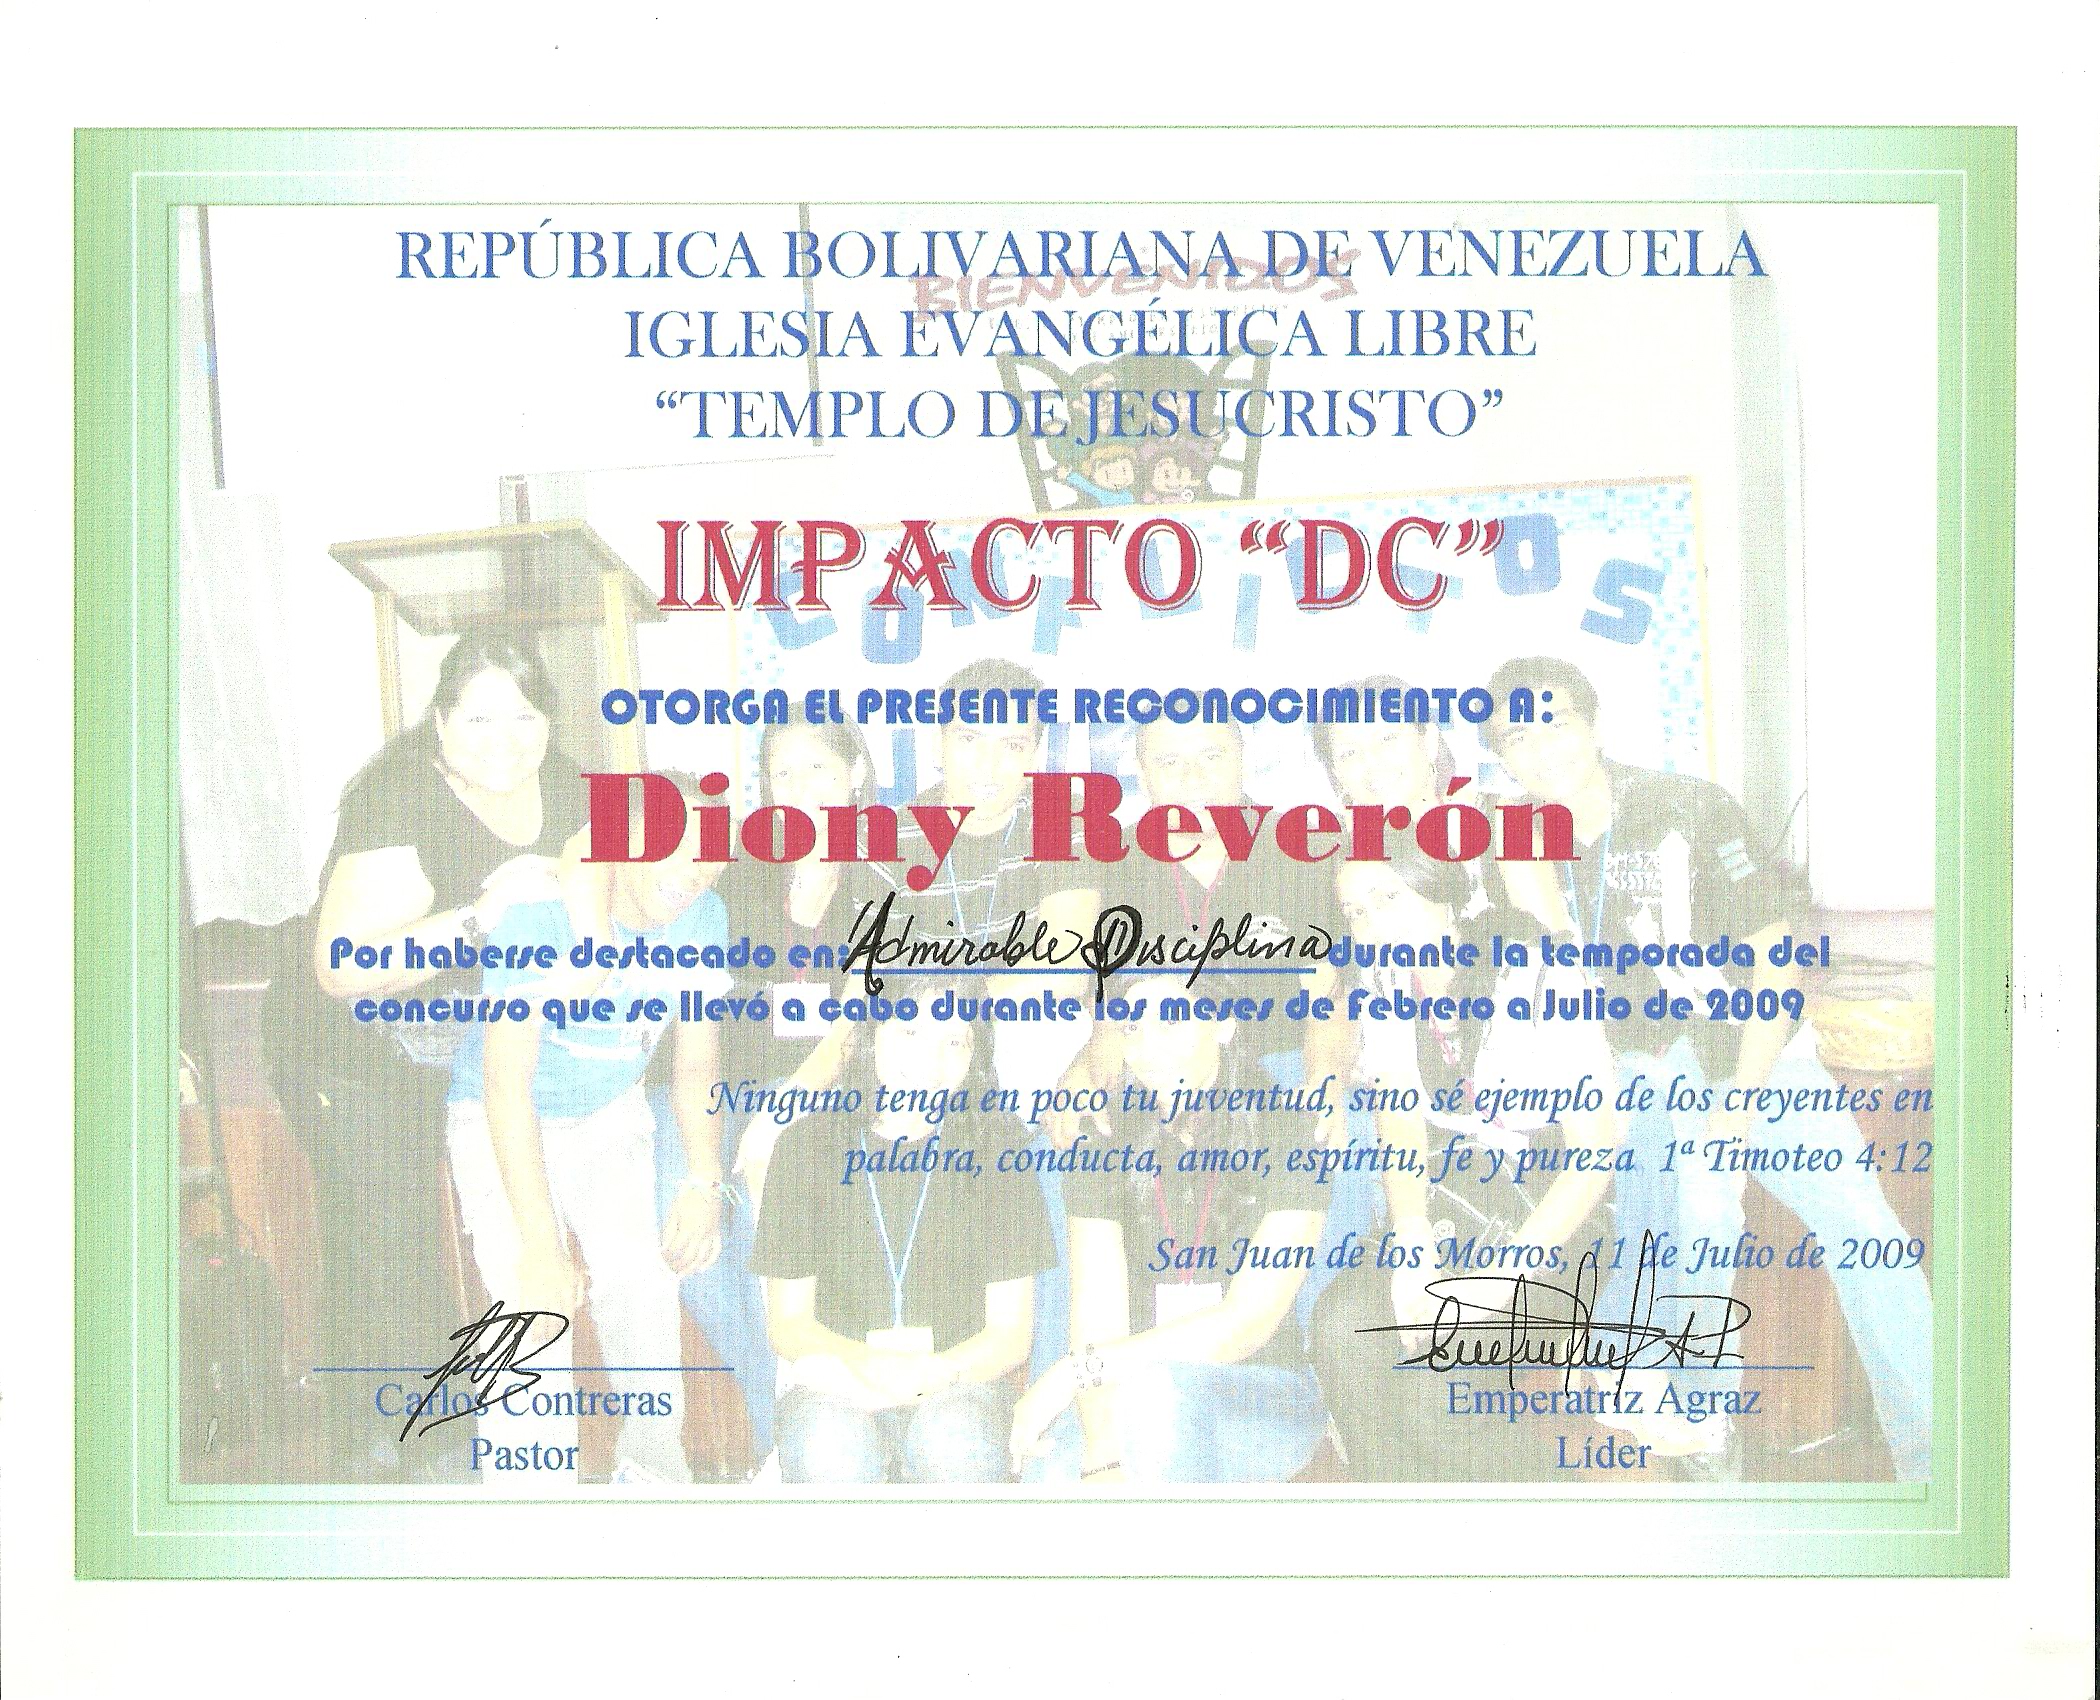 REPÚBLICA BOLIVARIANA DE VENEZUELA
BIENVENIDOS
IGLESIA EVANGÉLICA LIBRE
“TEMPLO DE JESUCRISTO”
IMPACTO “DC”
CONFLICTOS
OTORGA EL PRESENTE RECONOCIMIENTO A:
Diony Reverón
Por haberse destacado en: Admirable Disciplina durante la temporada del
concurso que se llevó a cabo durante los meses de Febrero a Julio de 2009
Ninguno tenga en poco tu juventud, sino sé ejemplo de los creyentes en
palabra, conducta, amor, espíritu, fe y pureza 1ª Timoteo 4:12
San Juan de los Morros, 11 de Julio de 2009
Carlos Contreras
Pastor
Emperatriz Agraz
Líder